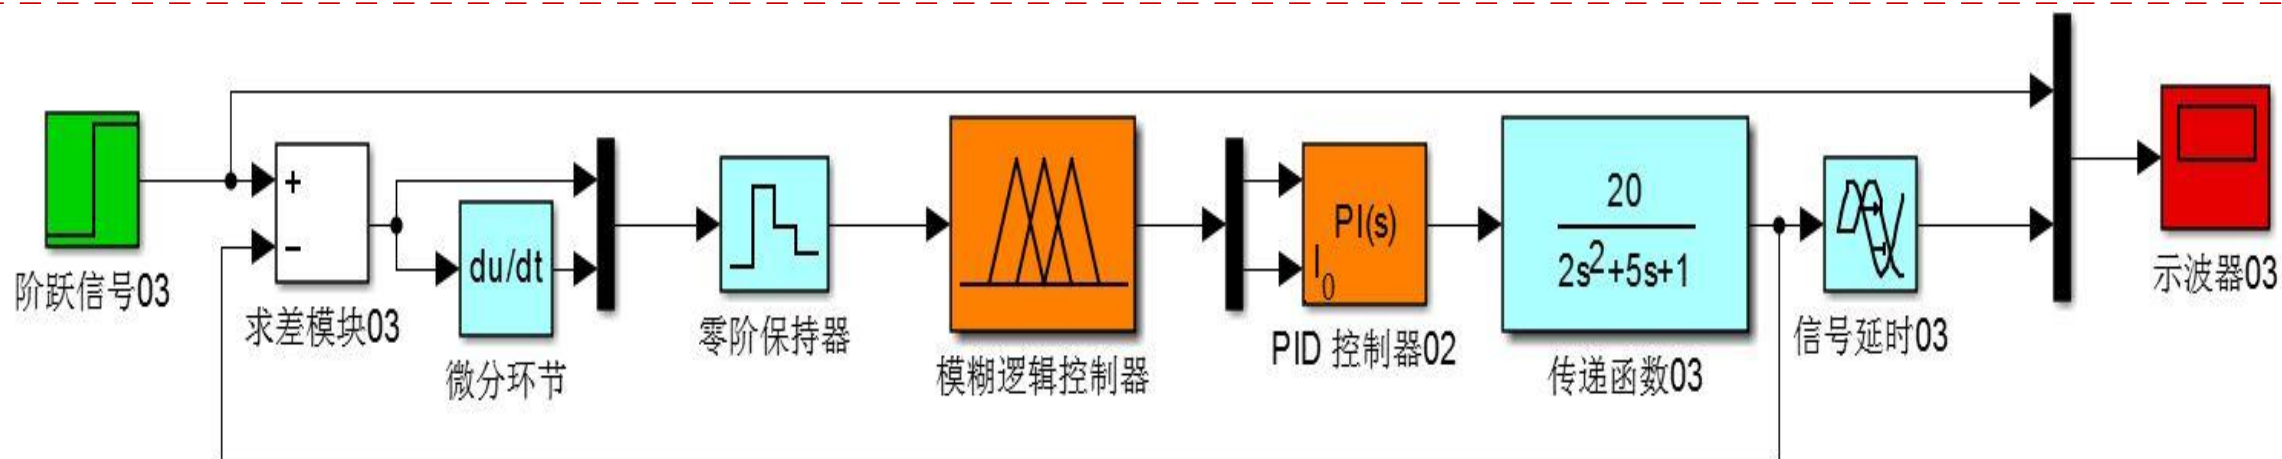 阶跃信号03
+
−
求差模块03
du/dt
微分环节
零阶保持器
模糊逻辑控制器
PI(s)
I0
PID 控制器02
20
2s2+5s+1
传递函数03
信号延时03
示波器03